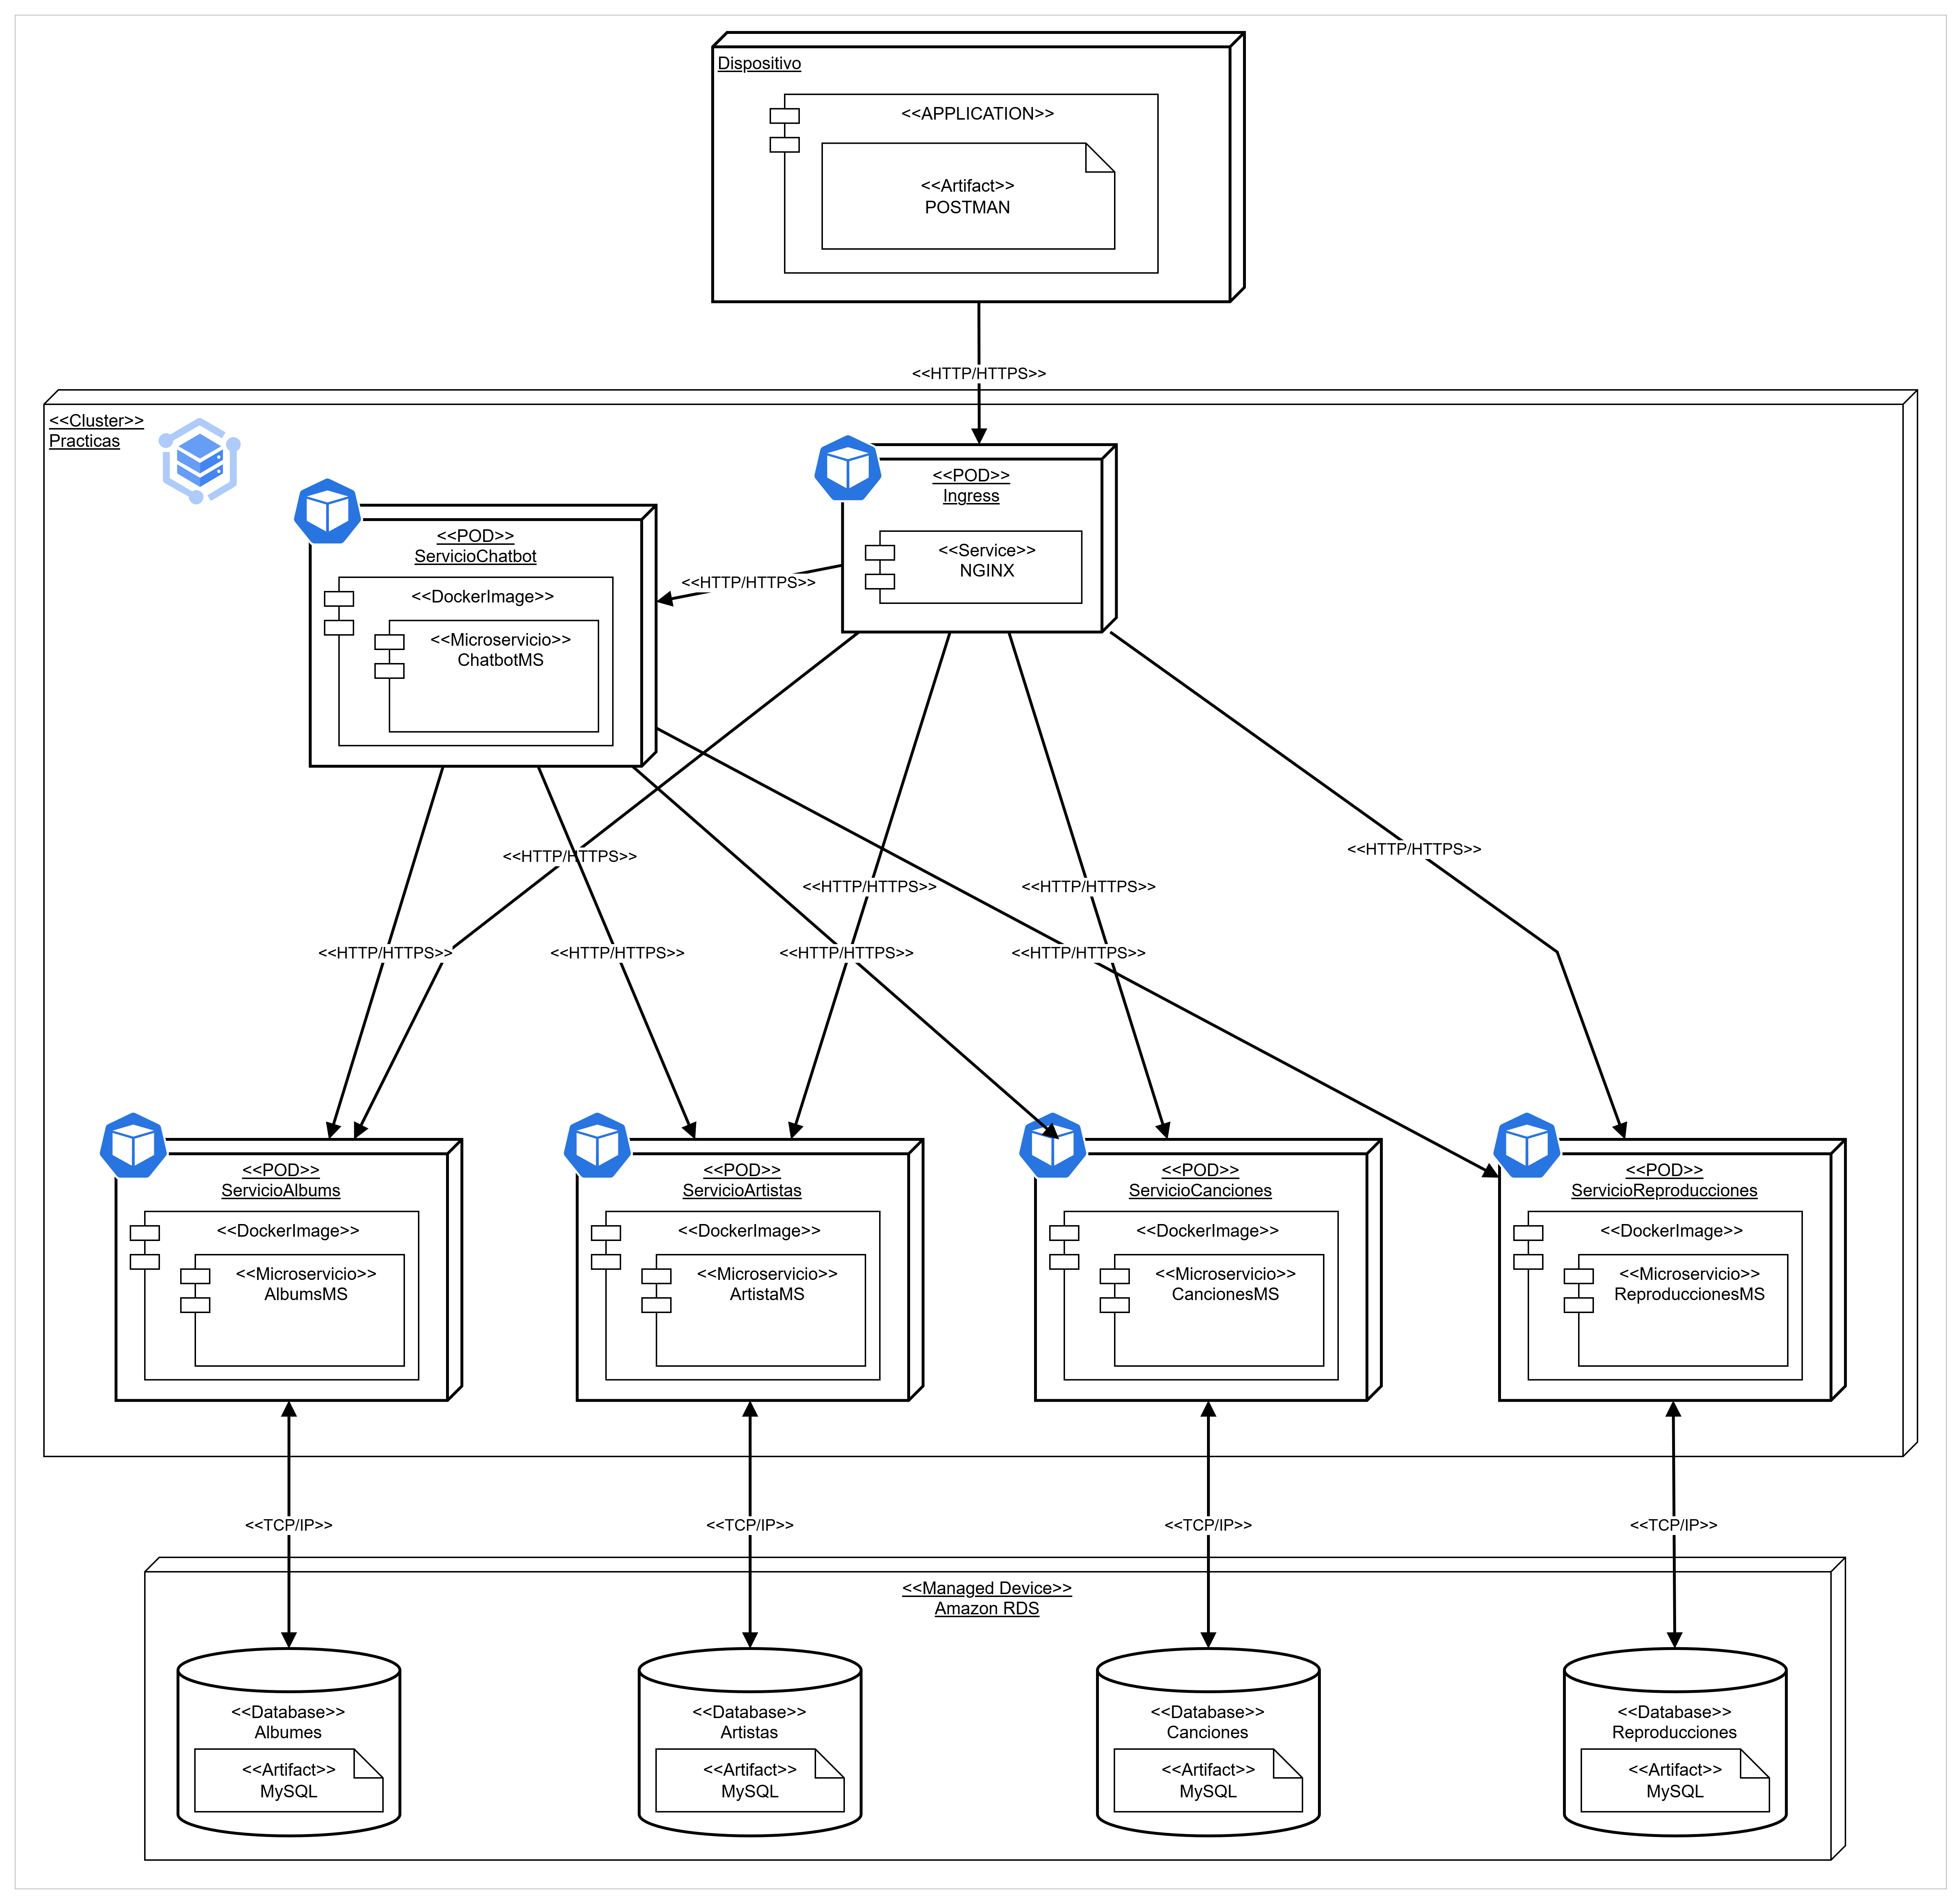 Dispositivo
<<APPLICATION>>
<<Artifact>>
POSTMAN
<<HTTP/HTTPS>>
<<Cluster>>
Practicas
<<POD>>
Ingress
<<Service>>
NGINX
<<POD>>
ServicioChatbot
<<DockerImage>>
<<Microservicio>>
ChatbotMS
<<HTTP/HTTPS>>
<<HTTP/HTTPS>>
<<HTTP/HTTPS>>
<<HTTP/HTTPS>>
<<HTTP/HTTPS>>
<<HTTP/HTTPS>>
<<HTTP/HTTPS>>
<<HTTP/HTTPS>>
<<HTTP/HTTPS>>
<<POD>>
ServicioAlbums
<<DockerImage>>
<<Microservicio>>
AlbumsMS
<<POD>>
ServicioArtistas
<<DockerImage>>
<<Microservicio>>
ArtistaMS
<<POD>>
ServicioCanciones
<<DockerImage>>
<<Microservicio>>
CancionesMS
<<POD>>
ServicioReproducciones
<<DockerImage>>
<<Microservicio>>
ReproduccionesMS
<<TCP/IP>>
<<TCP/IP>>
<<TCP/IP>>
<<TCP/IP>>
<<Managed Device>>
Amazon RDS
<<Database>>
Albumes
<<Artifact>>
MySQL
<<Database>>
Artistas
<<Artifact>>
MySQL
<<Database>>
Canciones
<<Artifact>>
MySQL
<<Database>>
Reproducciones
<<Artifact>>
MySQL